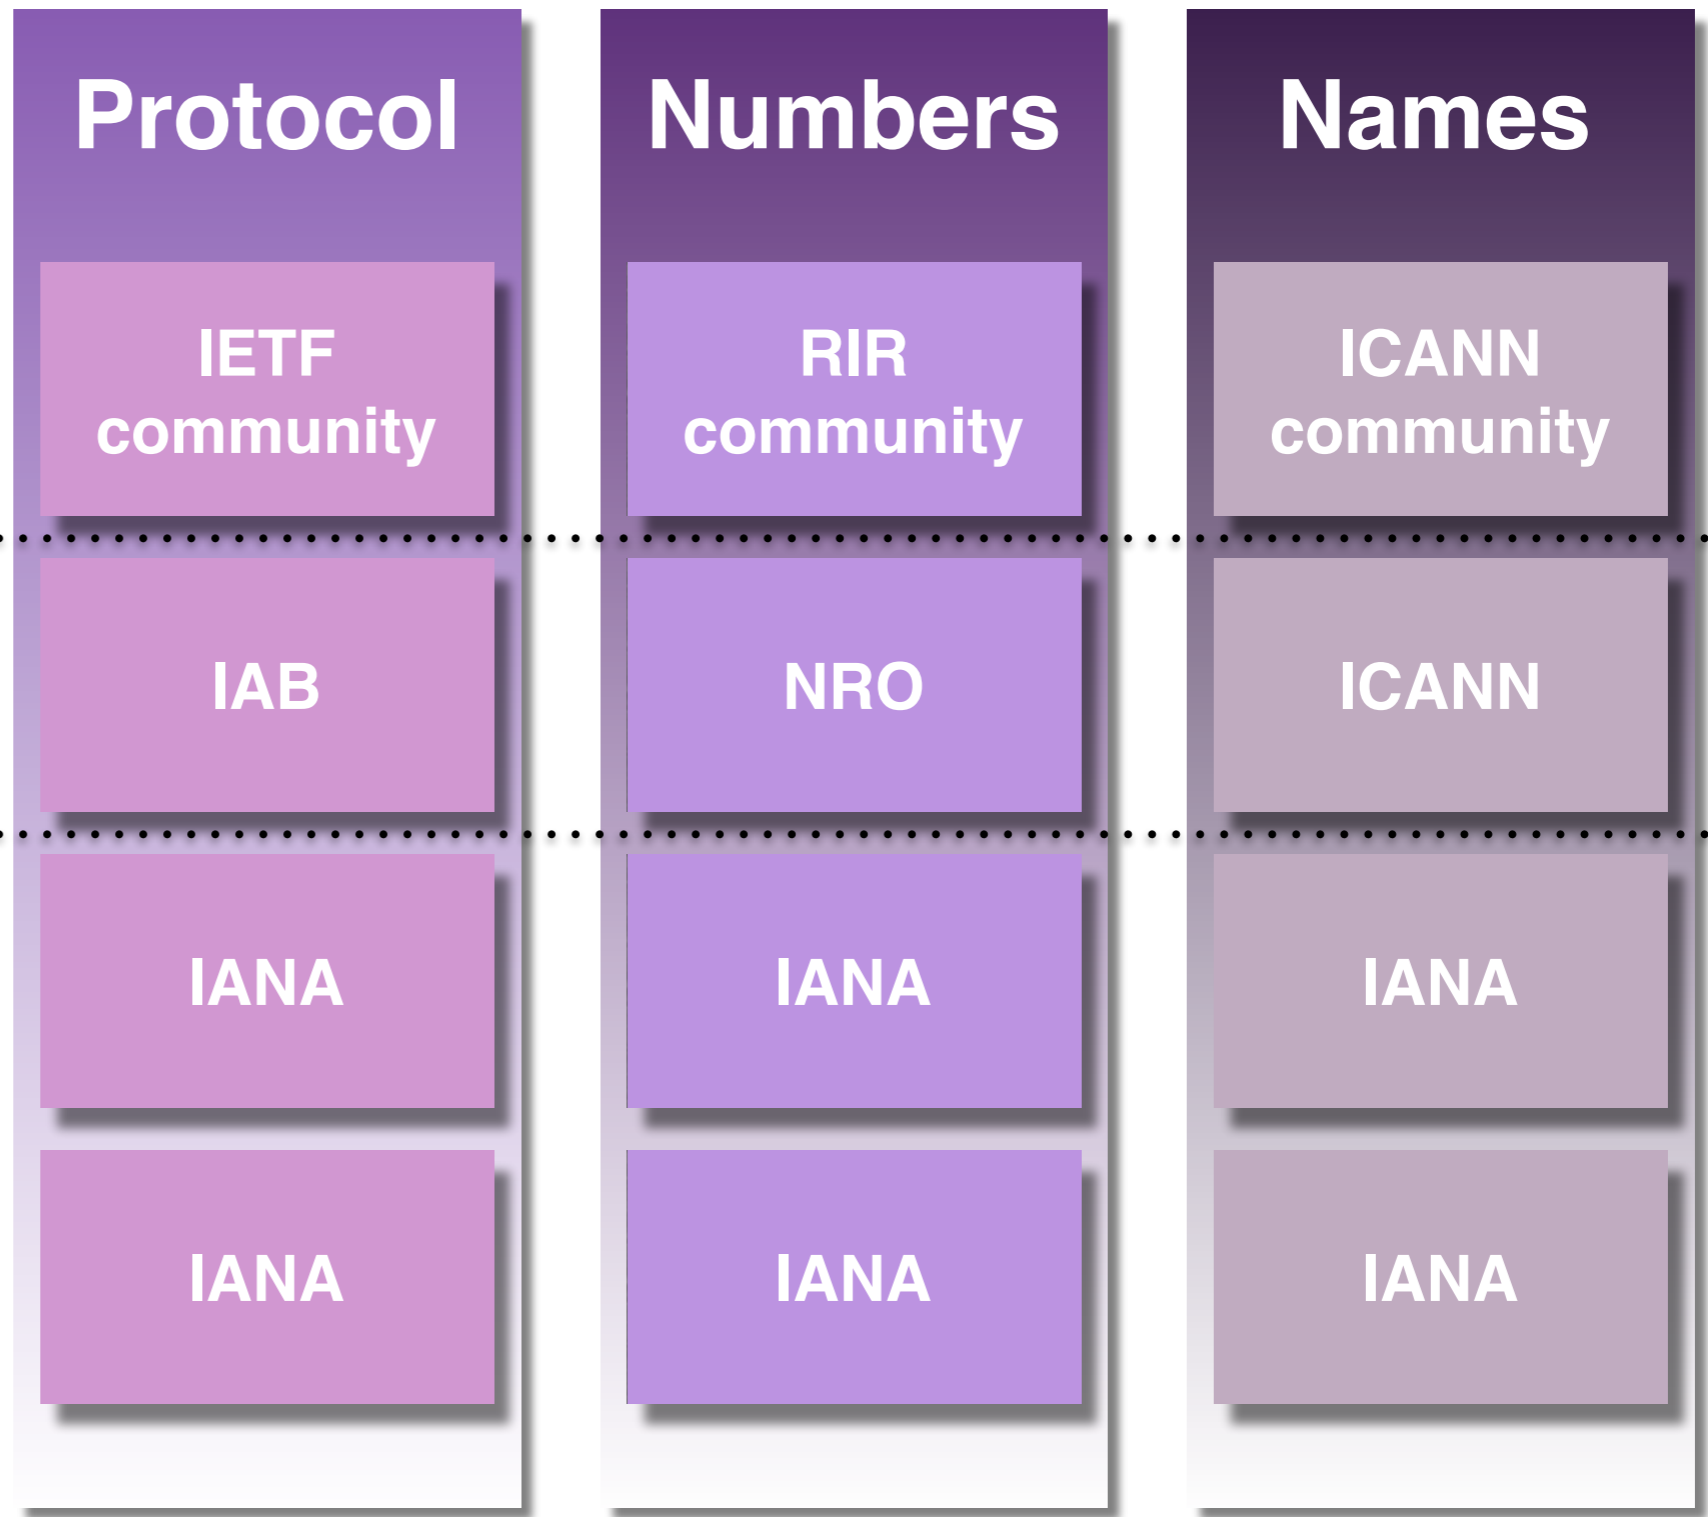 Protocol
Numbers
Names
IETF
community
RIR
community
ICANN
community
IAB
NRO
ICANN
IANA
IANA
IANA
IANA
IANA
IANA